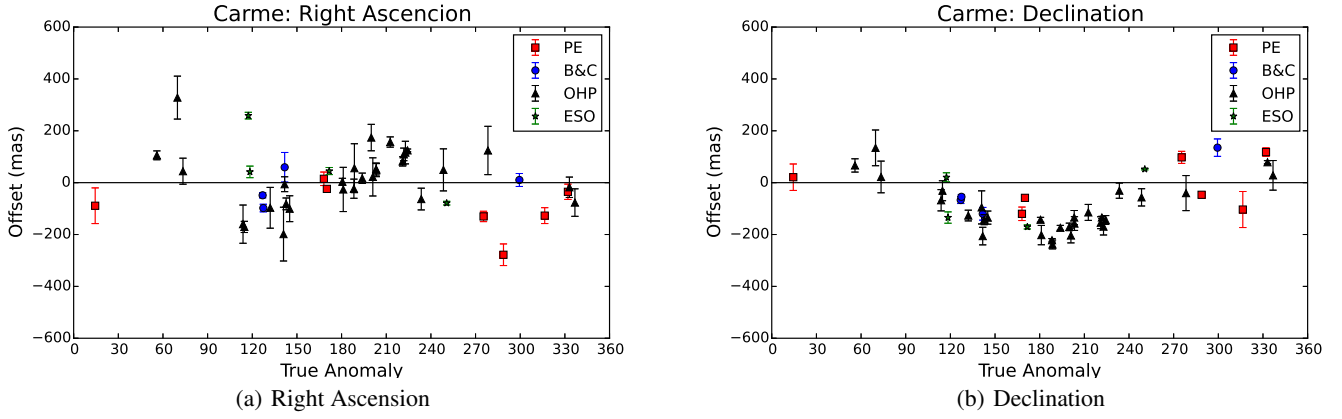 Carme: Right Ascencion
600
400
200
0
−200
−400
−600
Offset (mas)
0 30 60 90 120 150 180 210 240 270 300 330 360
True Anomaly
PE
B&C
OHP
ESO
(a) Right Ascension
Carme: Declination
600
400
200
0
−200
−400
−600
Offset (mas)
0 30 60 90 120 150 180 210 240 270 300 330 360
True Anomaly
PE
B&C
OHP
ESO
(b) Declination